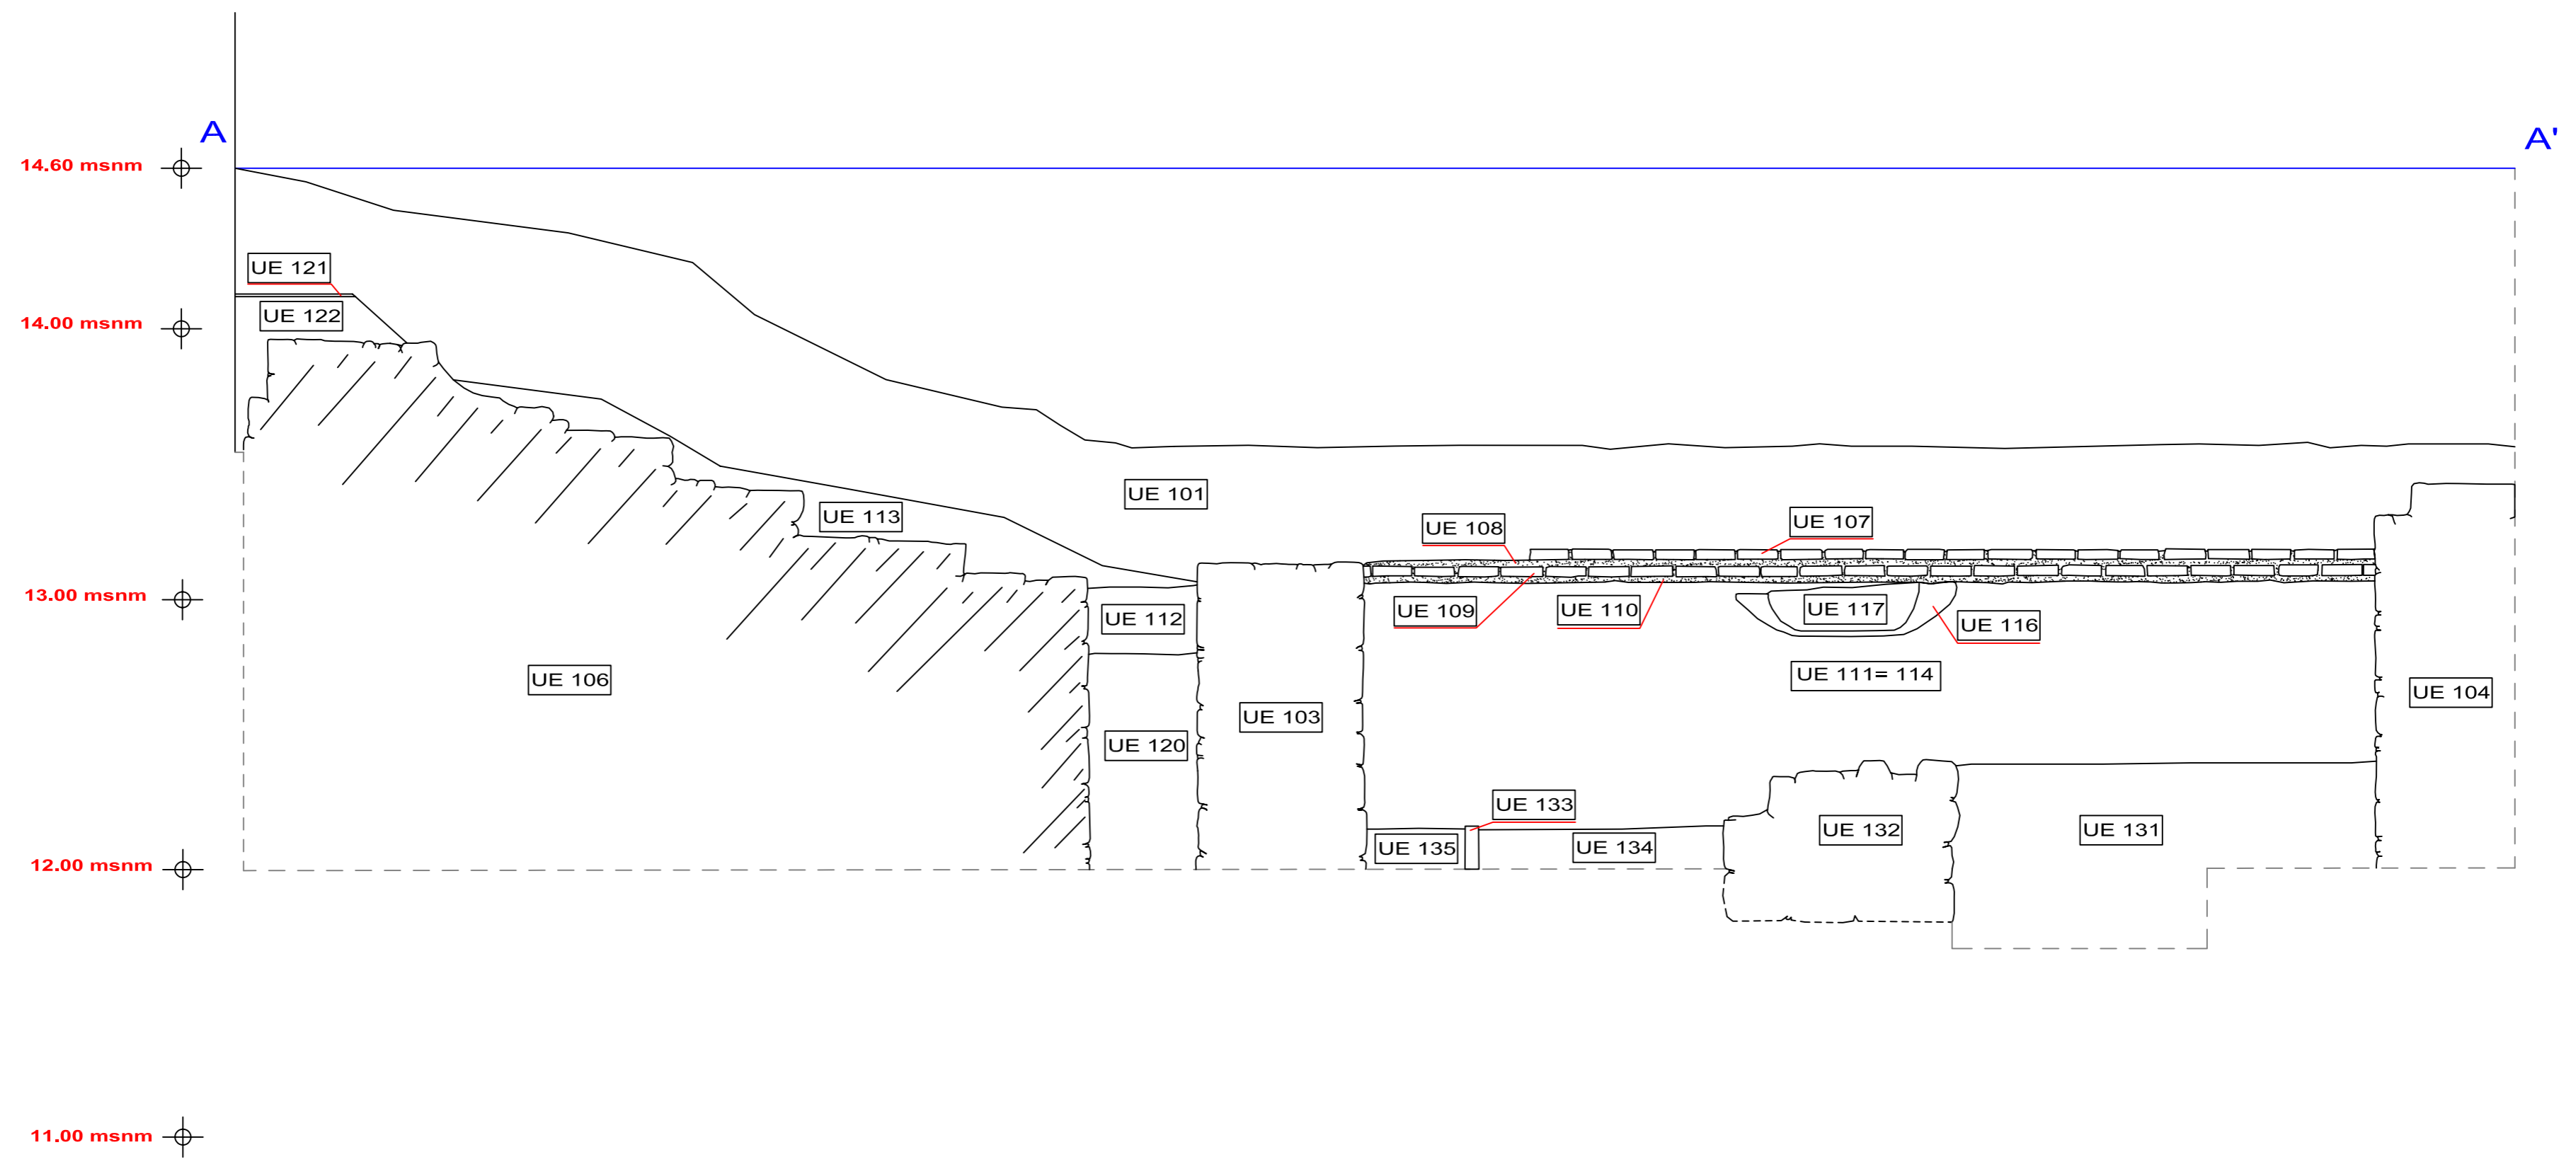 A
A'
14.60 msnm
UE 121
UE 122
14.00 msnm
UE 101
UE 113
UE 108
UE 107
13.00 msnm
UE 112
UE 109
UE 110
UE 117
UE 116
UE 106
UE 111= 114
UE 104
UE 103
UE 120
UE 133
UE 132
UE 131
UE 135
UE 134
12.00 msnm
11.00 msnm